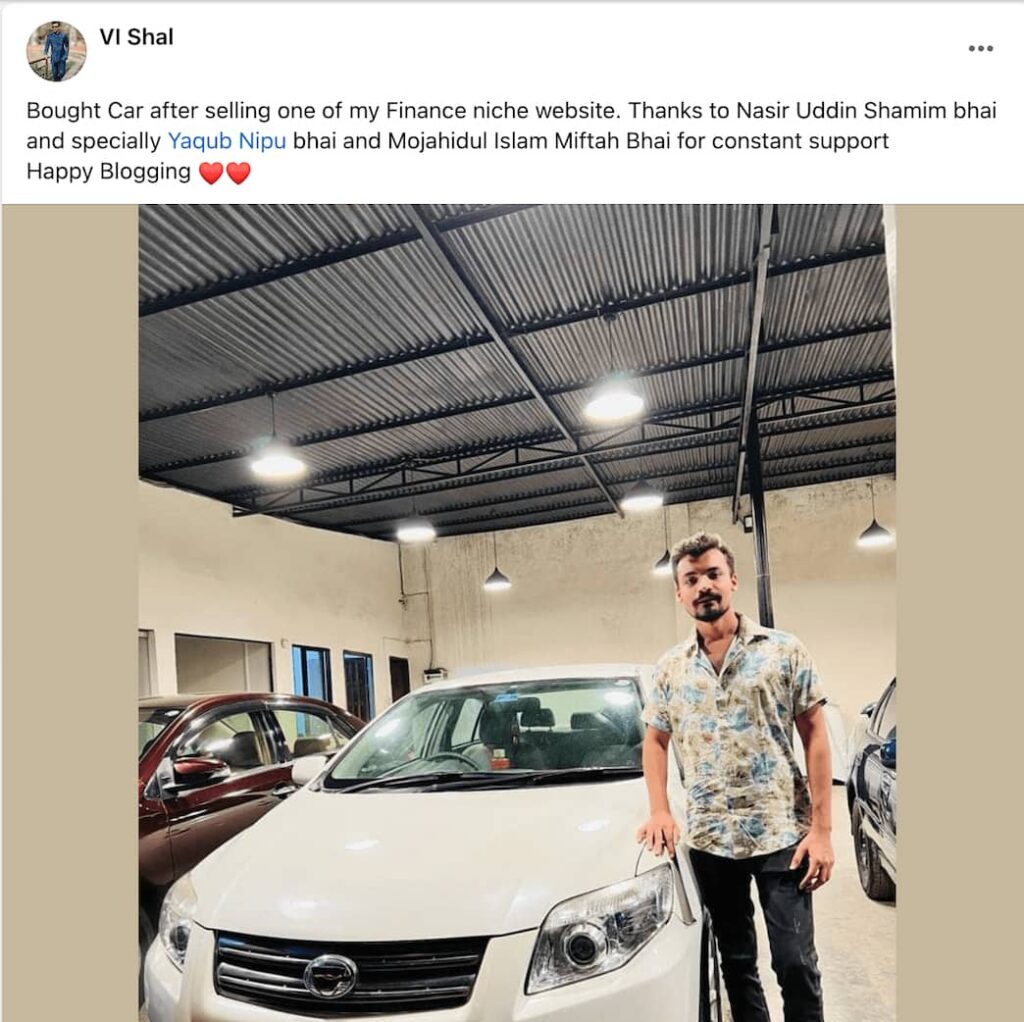 VI Shal
Bought Car after selling one of my Finance niche website. Thanks to Nasir Uddin Shamim bhai
and specially Yaqub Nipu bhai and Mojahidul Islam Miftah Bhai for constant support
Happy Blogging ♥️♥️